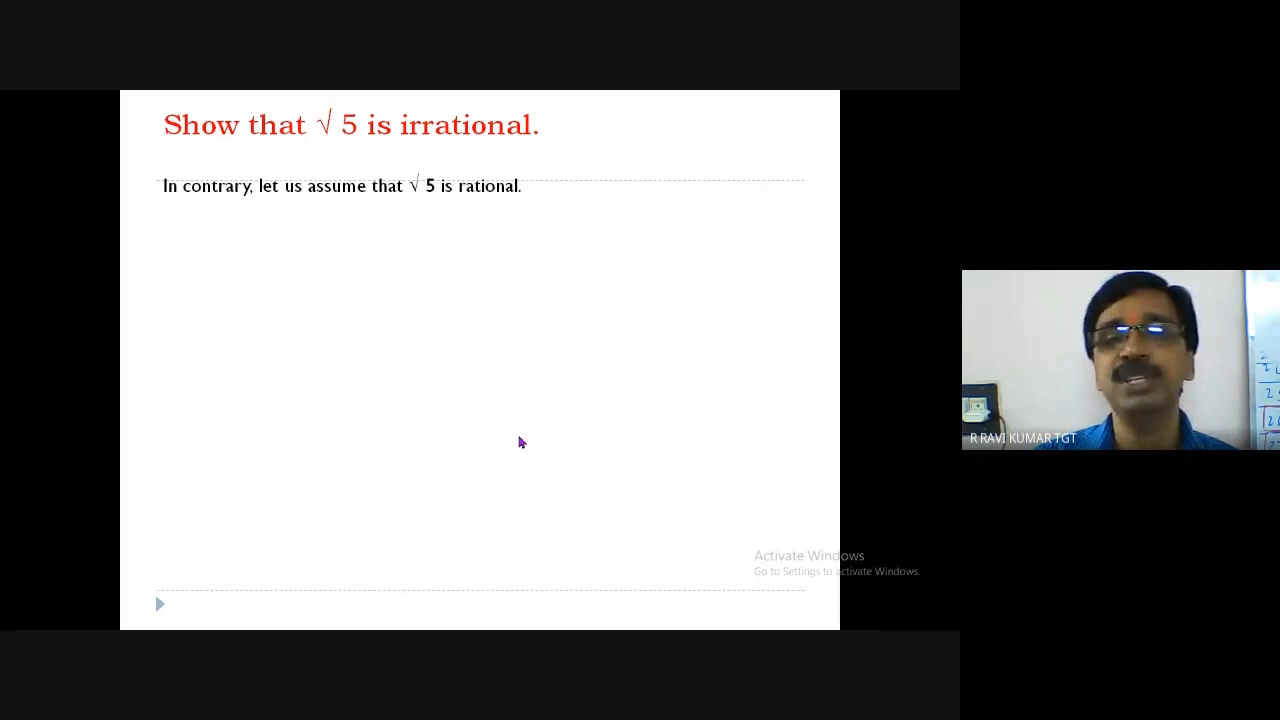 Show that √ 5 is irrational.
In contrary, let us assume that √ 5 is rational.
R RAVI KUMAR TGT
Activate Windows
Go to Settings to activate Windows.